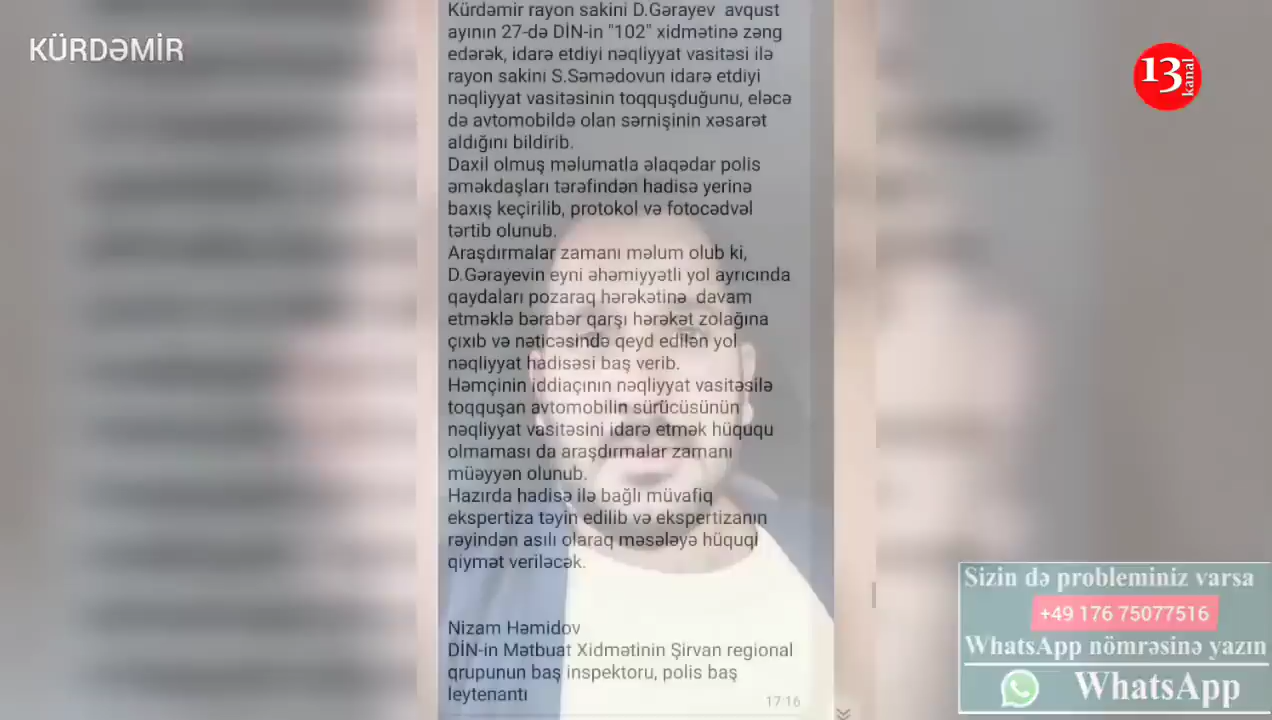 KÜRDƏMİR
13
kanal
Kürdəmir rayon sakini D.Gərayev avqust
ayının 27-də DİN-in "102" xidmətinə zəng
edərək, idarə etdiyi nəqliyyat vasitəsi ilə
rayon sakini S.Səmədovun idarə etdiyi
nəqliyyat vasitəsinin toqquşduğunu, eləcə
də avtomobildə olan sərnişinin xəsarət
aldığını bildirib.
Daxil olmuş məlumatla əlaqədar polis
əməkdaşları tərəfindən hadisə yerinə
baxış keçirilib, protokol və fotocədvəl
tərtib olunub.
Araşdırmalar zamanı məlum olub ki,
D.Gərayevin eyni əhəmiyyətli yol ayrıcında
qaydaları pozaraq hərəkətinə davam
etməklə bərabər qarşı hərəkət zolağına
çıxıb və nəticəsində qeyd edilən yol
nəqliyyat hadisəsi baş verib.
Həmçinin iddiaçının nəqliyyat vasitəsilə
toqquşan avtomobilin sürücüsünün
nəqliyyat vasitəsini idarə etmək hüququ
olmaması da araşdırmalar zamanı
müəyyən olunub.
Hazırda hadisə ilə bağlı müvafiq
ekspertiza təyin edilib və ekspertizanın
rəyindən asılı olaraq məsələyə hüquqi
qiymət veriləcək.
Nizam Həmidov
DİN-in Mətbuat Xidmətinin Şirvan regional
qrupunun baş inspektoru, polis baş
leytenantı
17:16
Sizin də probleminiz varsa
+49 176 75077516
WhatsApp nömrəsinə yazın
WhatsApp